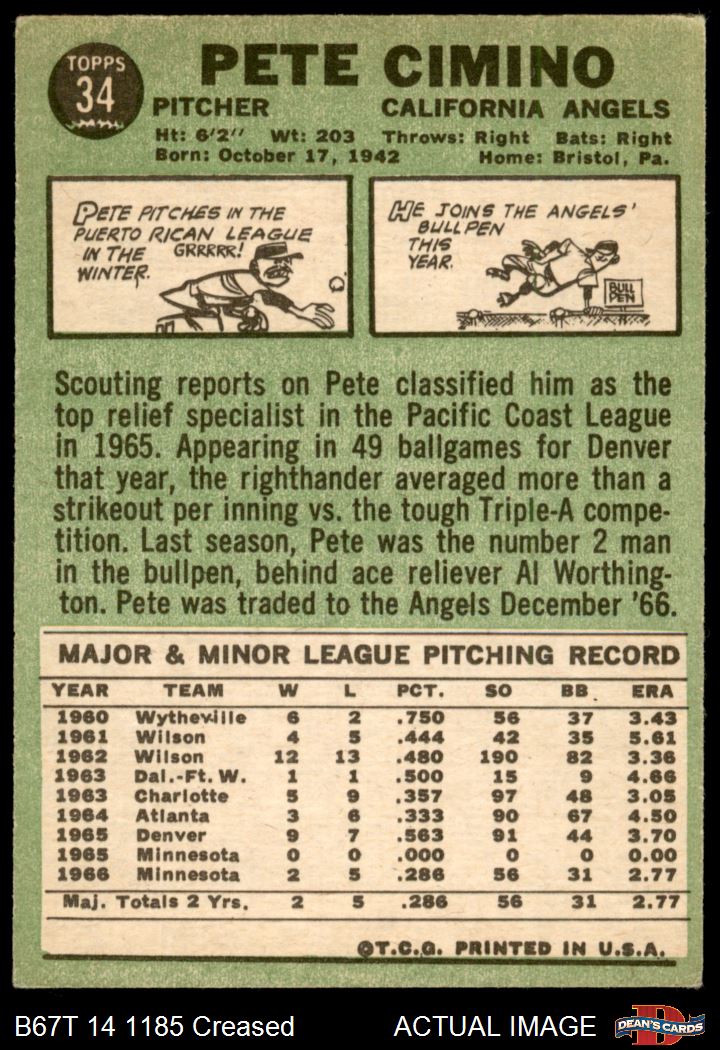 TOPPS
34
PETE CIMINO
PITCHER CALIFORNIA ANGELS
Ht: 6'2" Wt: 203 Throws: Right Bats: Right
Born: October 17, 1942 Home: Bristol, Pa.
PETE PITCHES IN THE
PUERTO RICAN LEAGUE
IN THE GRRRRR!
WINTER.
HE JOINS THE ANGELS'
BULLPEN
THIS
YEAR.
BULL
PEN
Scouting reports on Pete classified him as the
top relief specialist in the Pacific Coast League
in 1965. Appearing in 49 ballgames for Denver
that year, the righthander averaged more than a
strikeout per inning vs. the tough Triple-A compe-
tition. Last season, Pete was the number 2 man
in the bullpen, behind ace reliever Al Worthing-
ton. Pete was traded to the Angels December '66.
MAJOR & MINOR LEAGUE PITCHING RECORD
YEAR TEAM W L PCT. SO BB ERA
1960 Wytheville 6 2 .750 56 37 3.43
1961 Wilson 4 5 .444 42 35 5.61
1962 Wilson 12 13 .480 190 82 3.36
1963 Dal.-Ft. W. 1 1 .500 15 9 4.66
1963 Charlotte 5 9 .357 97 48 3.05
1964 Atlanta 3 6 .333 90 67 4.50
1965 Denver 9 7 .563 91 44 3.70
1965 Minnesota 0 0 .000 0 0 0.00
1966 Minnesota 2 5 .286 56 31 2.77
Maj. Totals 2 Yrs. 2 5 .286 56 31 2.77
©T.C.G. PRINTED IN U.S.A.
B67T 14 1185 Creased ACTUAL IMAGE
DEAN'S CARDS